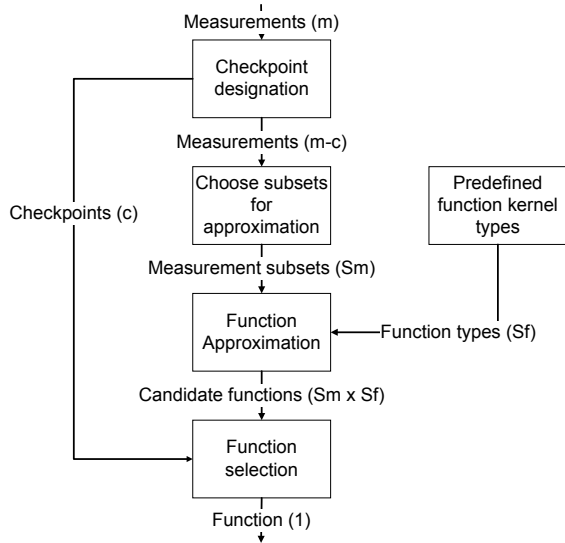 Measurements (m)
Checkpoint
designation
Measurements (m-c)
Choose subsets
for
approximation
Predefined
function kernel
types
Checkpoints (c)
Measurement subsets (Sm)
Function
Approximation
Function types (Sf)
Candidate functions (Sm x Sf)
Function
selection
Function (1)